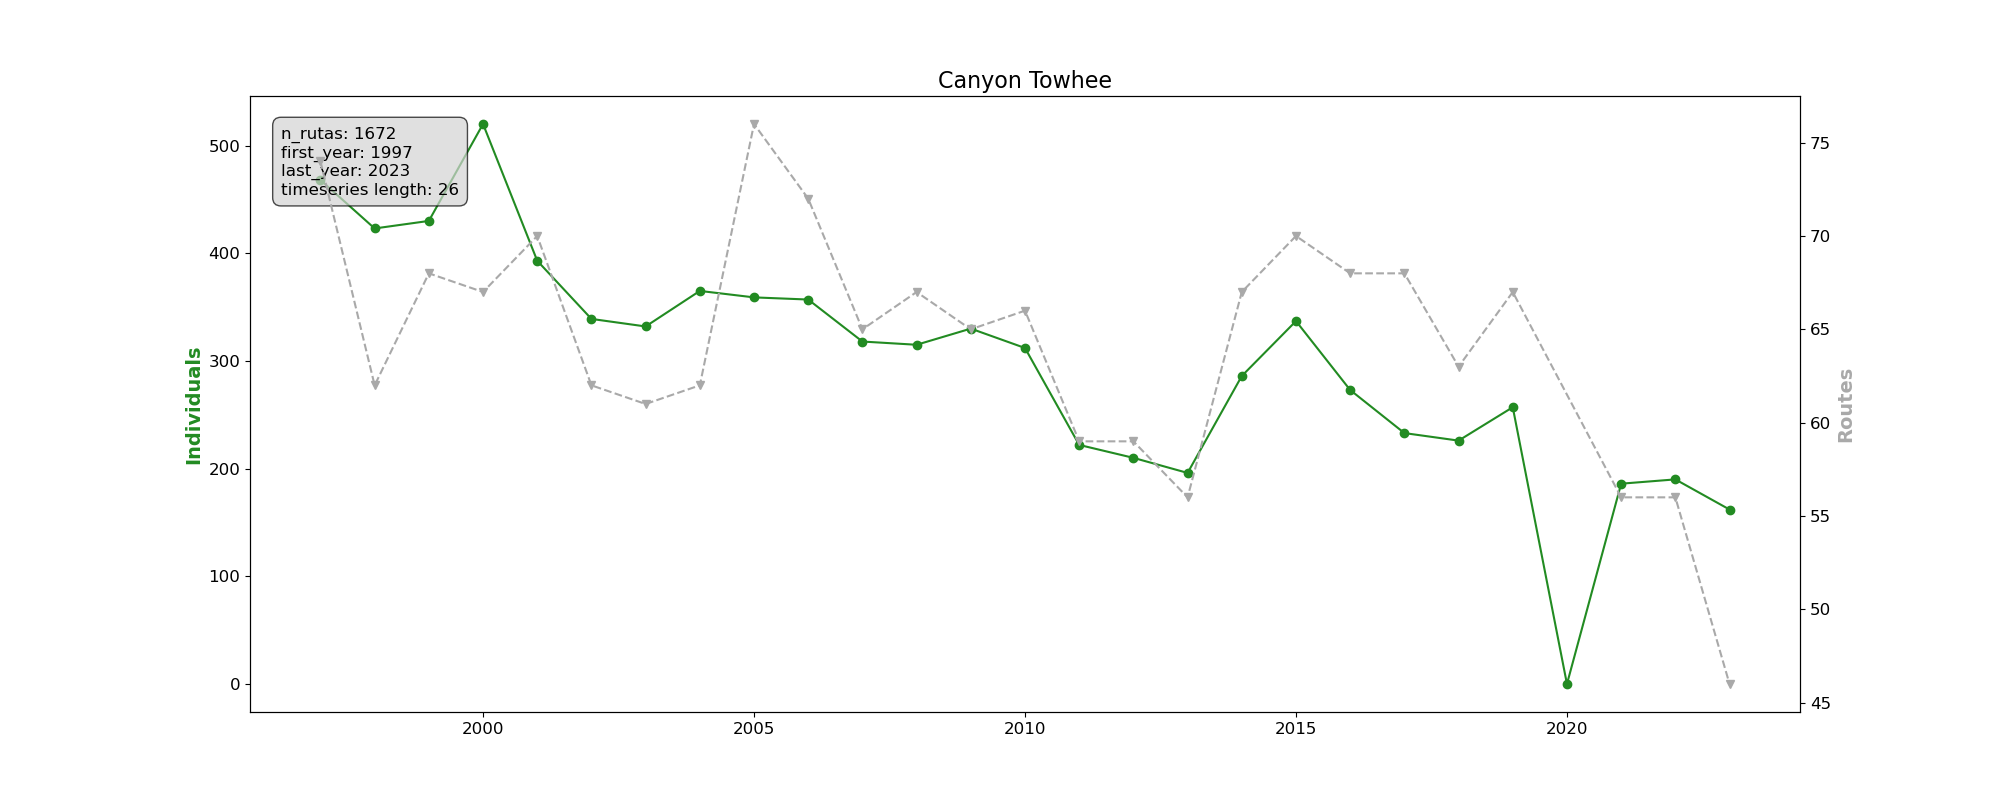 Canyon Towhee
n_rutas: 1672
first_year: 1997
last_year: 2023
timeseries length: 26
500
400
300
200
100
0
Individuals
75
70
65
60
55
50
45
Routes
2000 2005 2010 2015 2020